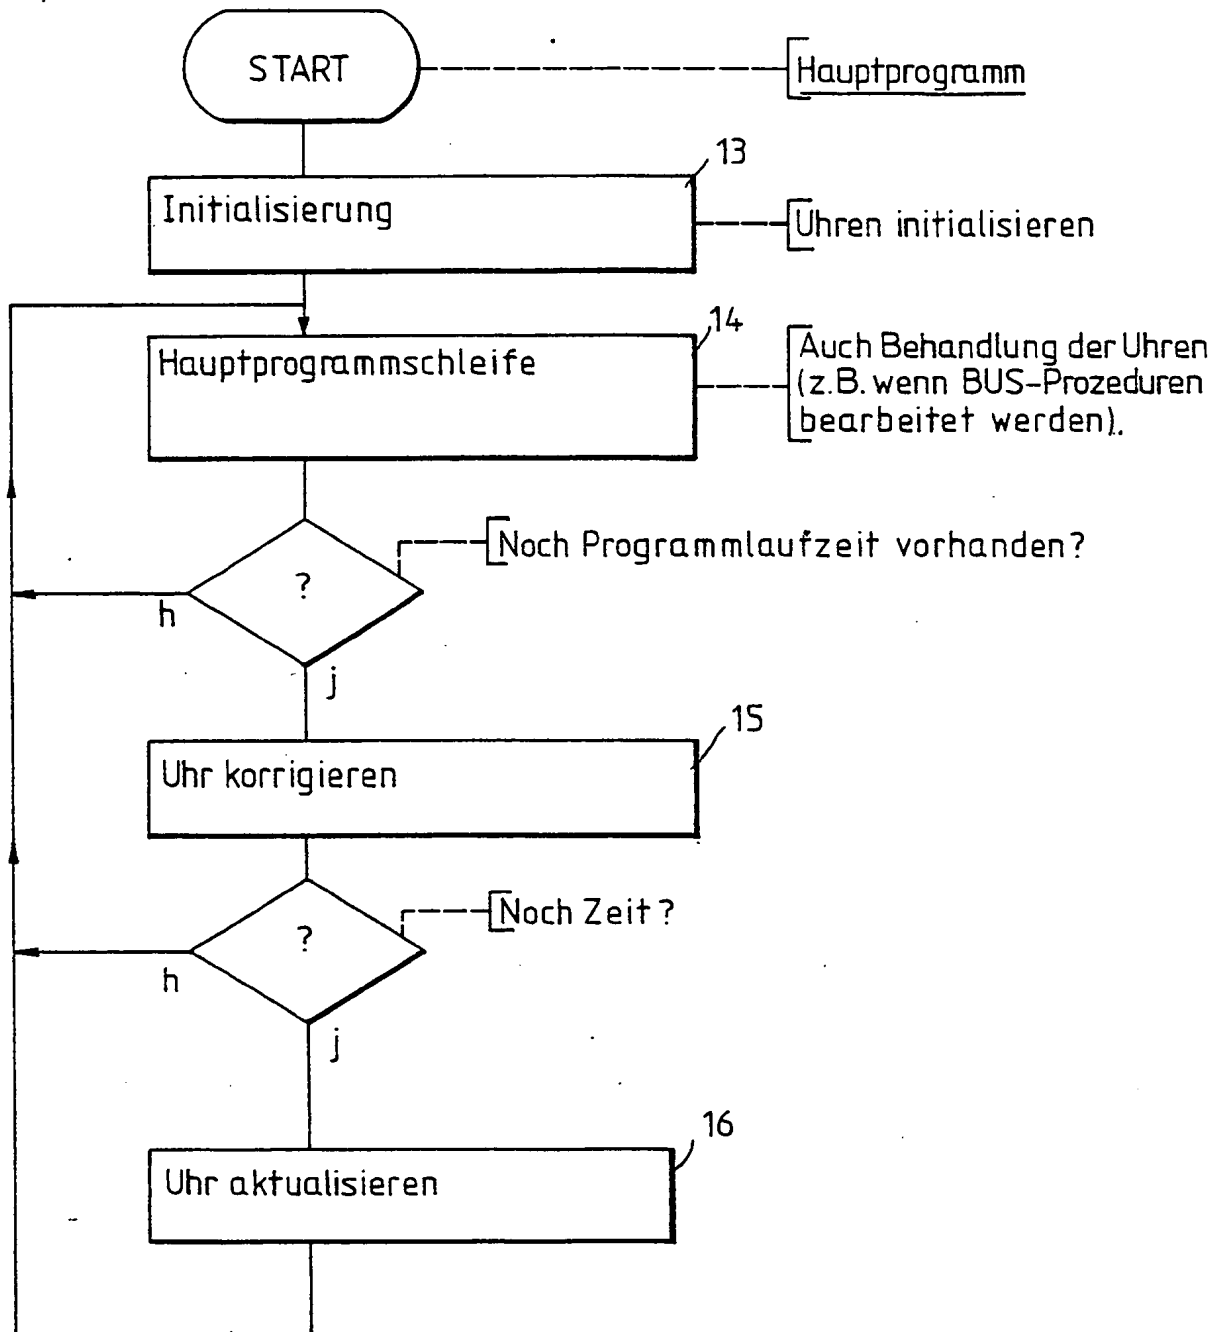 START
Hauptprogramm
13
Initialisierung
Uhren initialisieren
14
Hauptprogrammschleife
Auch Behandlung der Uhren
(z.B. wenn BUS-Prozeduren
bearbeitet werden).
Noch Programmlaufzeit vorhanden?
?
h
j
15
Uhr korrigieren
Noch Zeit?
?
h
j
16
Uhr aktualisieren